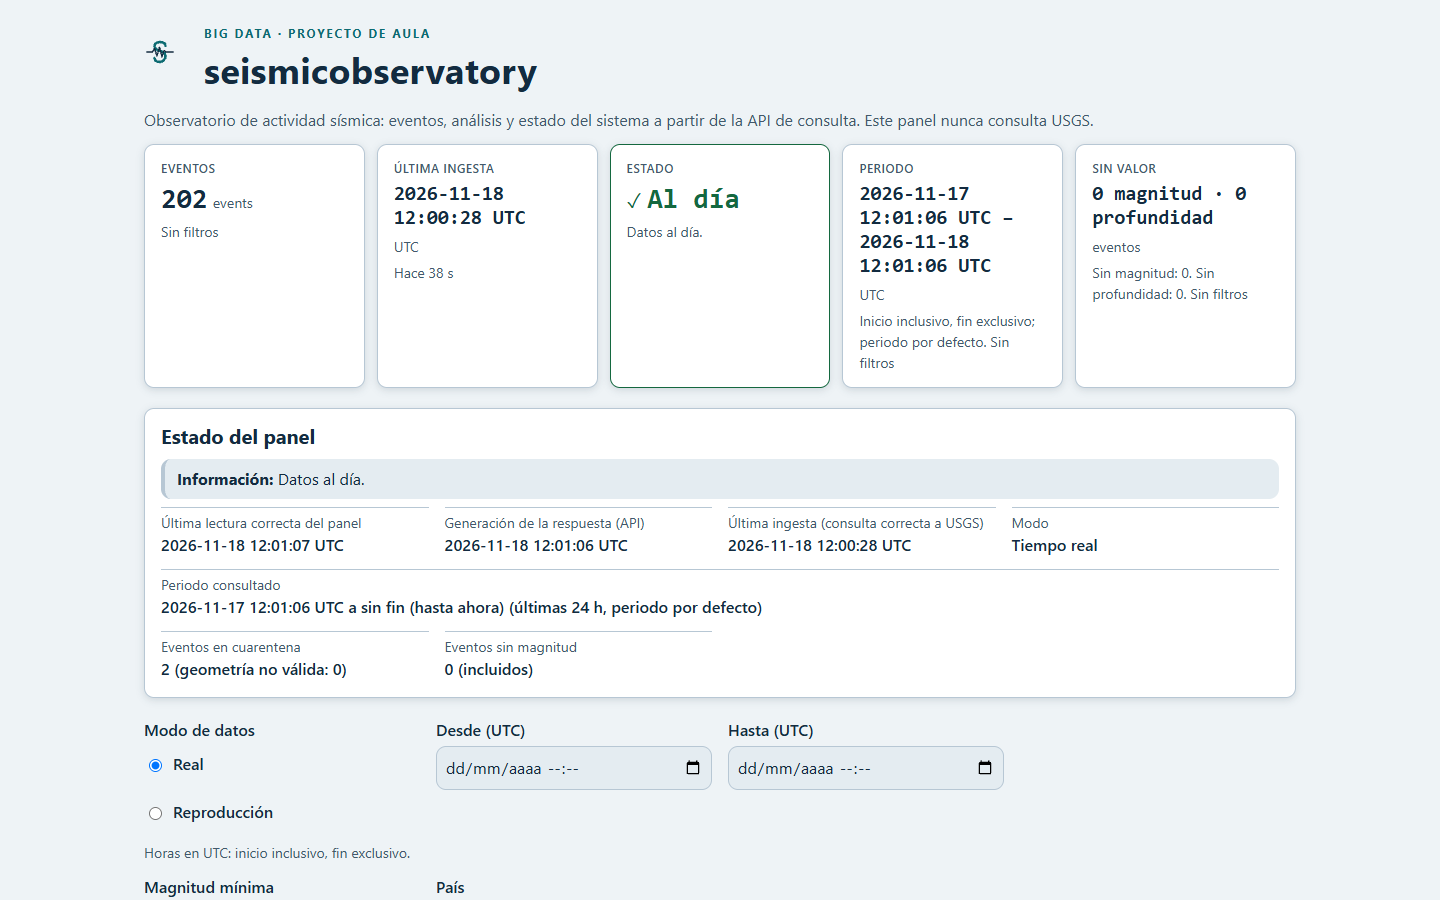 BIG DATA · PROYECTO DE AULA
seismicobservatory
Observatorio de actividad sísmica: eventos, análisis y estado del sistema a partir de la API de consulta. Este panel nunca consulta USGS.
EVENTOS
202 events
Sin filtros
ÚLTIMA INGESTA
2026-11-18
12:00:28 UTC
UTC
Hace 38 s
ESTADO
✓ Al día
Datos al día.
PERIODO
2026-11-17
12:01:06 UTC –
2026-11-18
12:01:06 UTC
UTC
Inicio inclusivo, fin exclusivo;
periodo por defecto. Sin
filtros
SIN VALOR
0 magnitud · 0
profundidad
eventos
Sin magnitud: 0. Sin
profundidad: 0. Sin filtros
Estado del panel
Información: Datos al día.
Última lectura correcta del panel
2026-11-18 12:01:07 UTC
Generación de la respuesta (API)
2026-11-18 12:01:06 UTC
Última ingesta (consulta correcta a USGS)
2026-11-18 12:00:28 UTC
Modo
Tiempo real
Periodo consultado
2026-11-17 12:01:06 UTC a sin fin (hasta ahora) (últimas 24 h, periodo por defecto)
Eventos en cuarentena
2 (geometría no válida: 0)
Eventos sin magnitud
0 (incluidos)
Modo de datos
Real
Reproducción
Desde (UTC)
dd/mm/aaaa --:--
Hasta (UTC)
dd/mm/aaaa --:--
Horas en UTC: inicio inclusivo, fin exclusivo.
Magnitud mínima
País